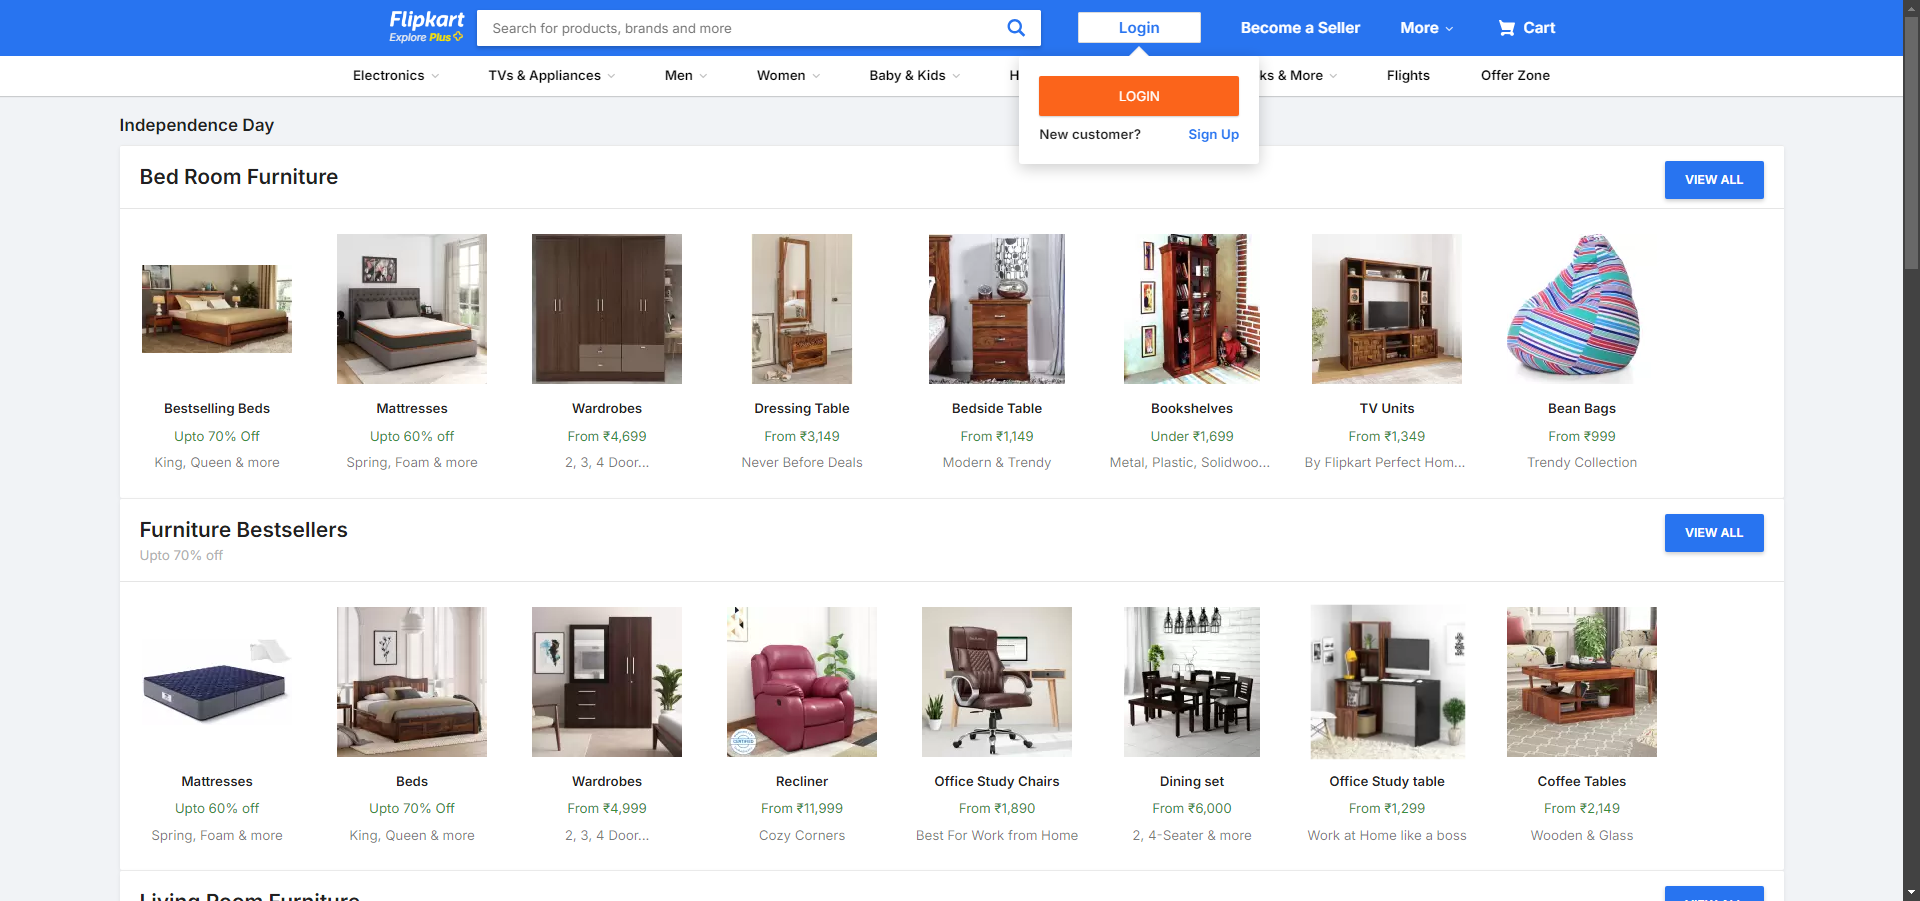 Flipkart
Explore Plus
Search for products, brands and more
Login
Become a Seller
More
Cart
Electronics
TVs & Appliances
Men
Women
Baby & Kids
H
ks & More
Flights
Offer Zone
LOGIN
New customer? Sign Up
Independence Day
Bed Room Furniture
VIEW ALL
Bestselling Beds
Upto 70% Off
King, Queen & more
Mattresses
Upto 60% off
Spring, Foam & more
Wardrobes
From ₹4,699
2, 3, 4 Door...
Dressing Table
From ₹3,149
Never Before Deals
Bedside Table
From ₹1,149
Modern & Trendy
Bookshelves
Under ₹1,699
Metal, Plastic, Solidwoo...
TV Units
From ₹1,349
By Flipkart Perfect Hom...
Bean Bags
From ₹999
Trendy Collection
Furniture Bestsellers
Upto 70% off
VIEW ALL
Mattresses
Upto 60% off
Spring, Foam & more
Beds
Upto 70% Off
King, Queen & more
Wardrobes
From ₹4,999
2, 3, 4 Door...
Recliner
From ₹11,999
Cozy Corners
Office Study Chairs
From ₹1,890
Best For Work from Home
Dining set
From ₹6,000
2, 4-Seater & more
Office Study table
From ₹1,299
Work at Home like a boss
Coffee Tables
From ₹2,149
Wooden & Glass
Living Room Furniture
VIEW ALL